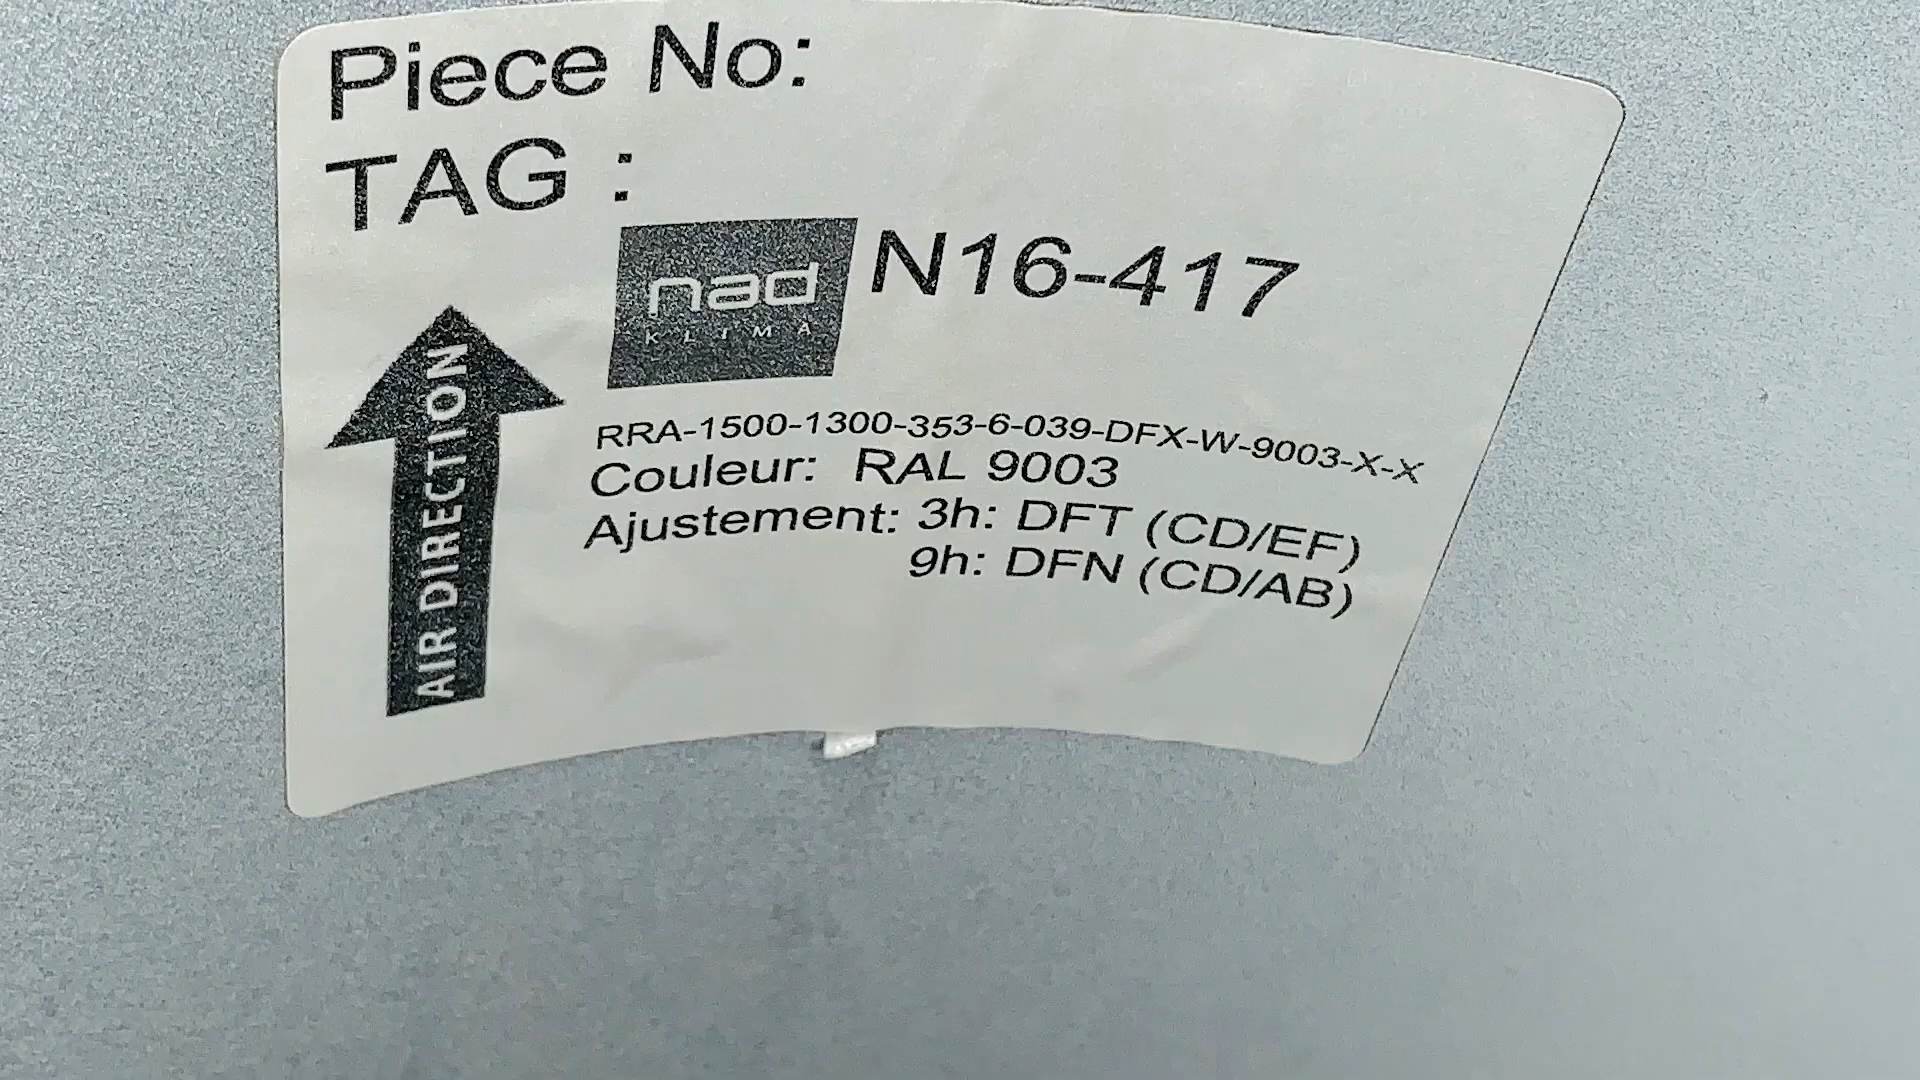 Piece No:
TAG :
nad
KLIMA
N16-417
AIR DIRECTION
RRA-1500-1300-353-6-039-DFX-W-9003-X-X
Couleur: RAL 9003
Ajustement: 3h: DFT (CD/EF)
9h: DFN (CD/AB)